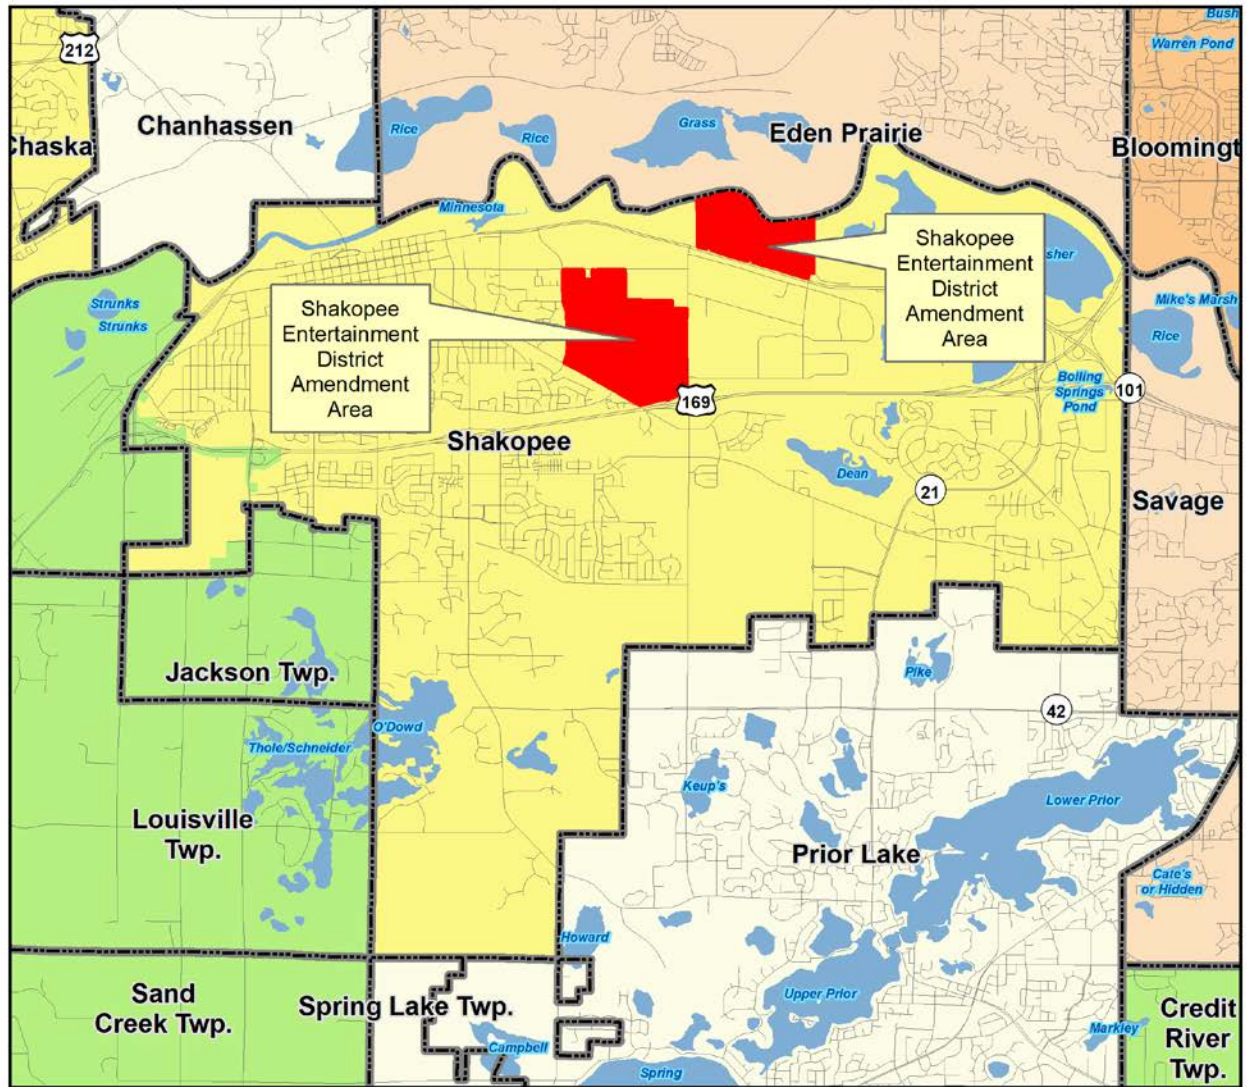 Bush
212
Warren Pond
Chanhassen
Rice
Rice
Grass
Eden Prairie
Chaska
Bloomingt
Minnesota
Shakopee
Entertainment
District
Amendment
Area
sher
Strunks
Strunks
Shakopee
Entertainment
District
Amendment
Area
Mike's Marsh
Rice
Boiling
Springs
Pond
101
169
Shakopee
Dean
21
Savage
Jackson Twp.
Pike
42
O'Dowd
Thole/Schneider
Keup's
Lower Prior
Louisville
Twp.
Prior Lake
Cate's
or Hidden
Howard
Sand
Creek Twp.
Spring Lake Twp.
Upper Prior
Credit
River
Twp.
Markley
Campbell
Spring